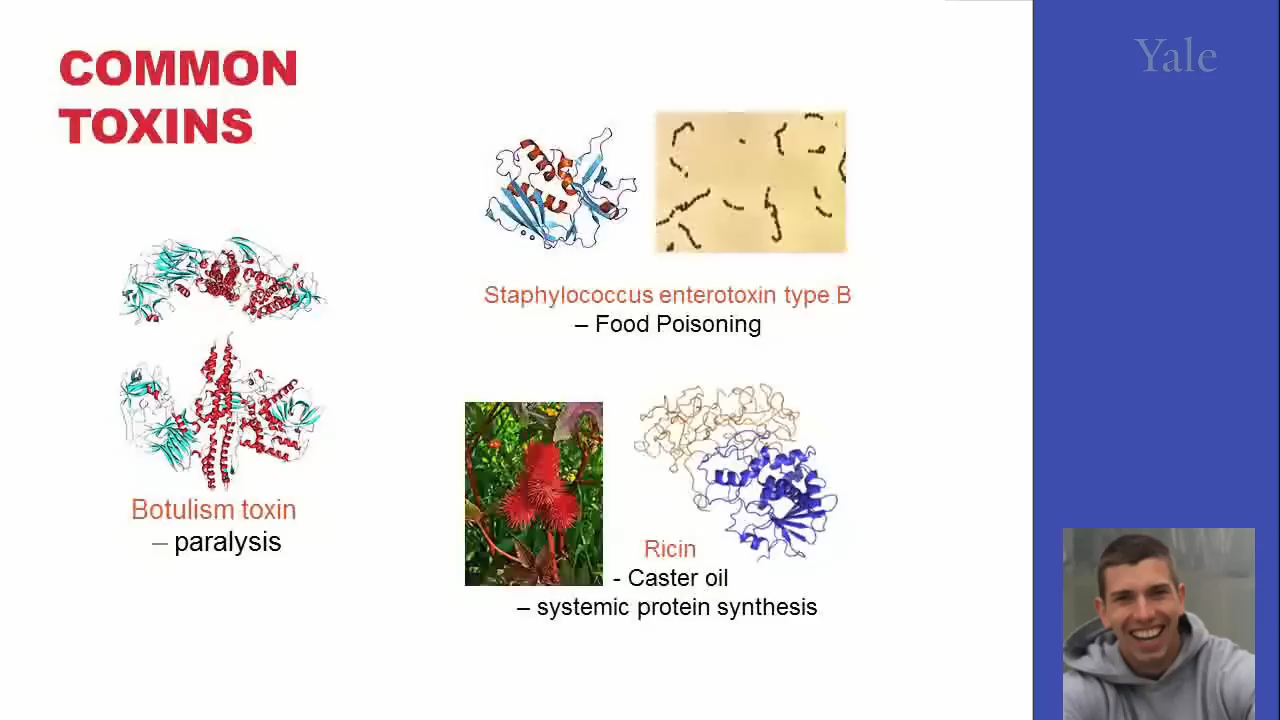 COMMON
TOXINS
Yale
Staphylococcus enterotoxin type B
– Food Poisoning
Botulism toxin
– paralysis
Ricin
- Caster oil
– systemic protein synthesis